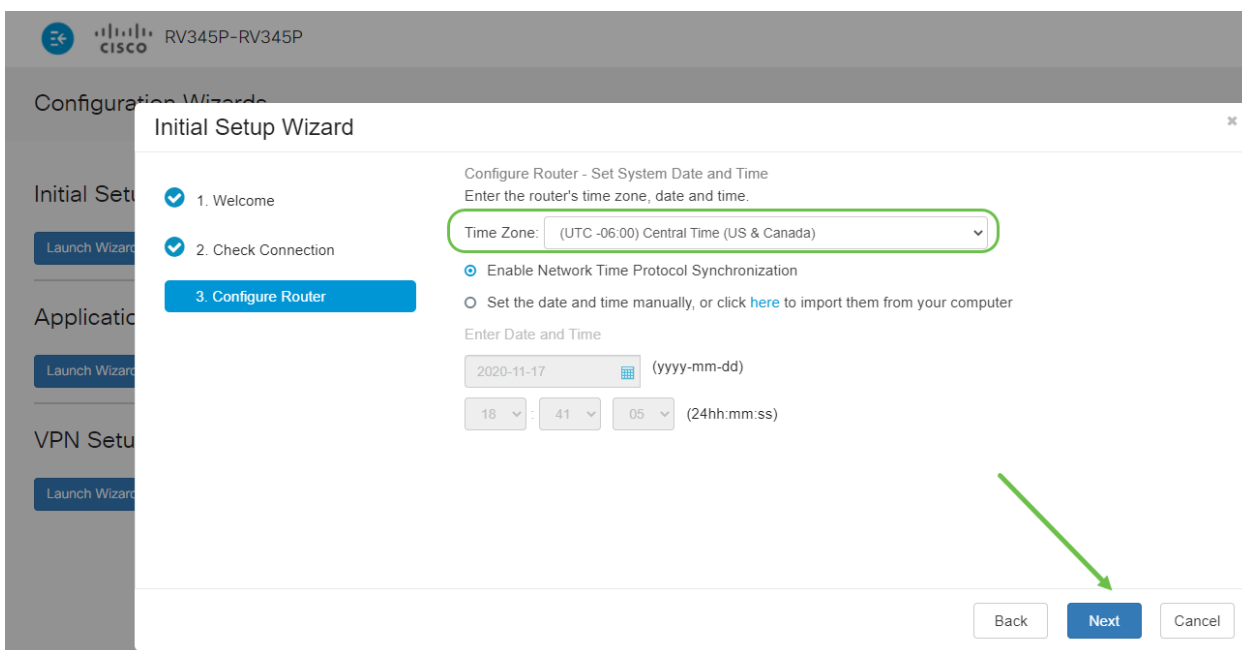 CISCO RV345P-RV345P
Configuration Wizards
Initial Setup Wizard
Initial Setu
Launch Wizard
Applicatio
Launch Wizard
VPN Setu
Launch Wizard
1. Welcome
2. Check Connection
3. Configure Router
Configure Router - Set System Date and Time
Enter the router's time zone, date and time.
Time Zone: (UTC -06:00) Central Time (US & Canada)
Enable Network Time Protocol Synchronization
Set the date and time manually, or click here to import them from your computer
Enter Date and Time
2020-11-17 (yyyy-mm-dd)
18 : 41 05 (24hh:mm:ss)
Back Next Cancel